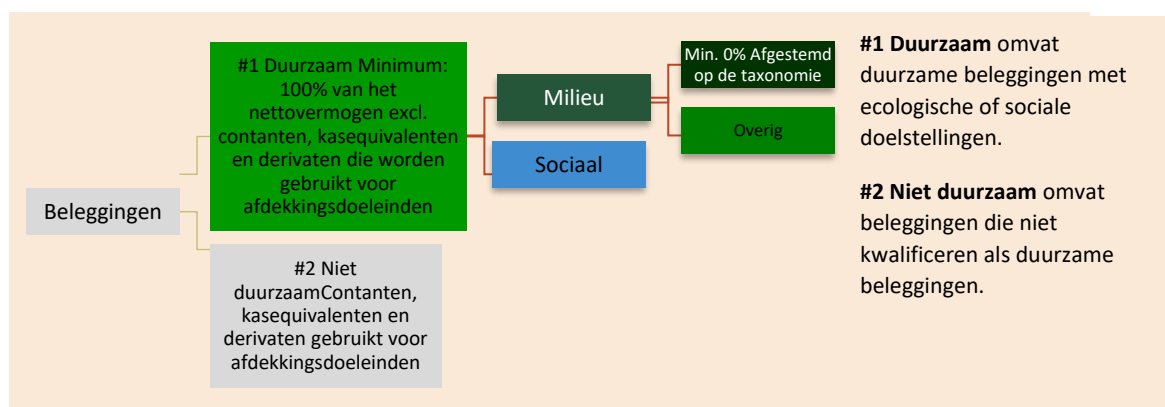 Beleggingen
#1 Duurzaam Minimum:
100% van het
nettovermogen excl.
contanten, kasequivalenten
en derivaten die worden
gebruikt voor
afdekkingsdoeleinden
#2 Niet
duurzaamContanten,
kasequivalenten en
derivaten gebruikt voor
afdekkingsdoeleinden
Milieu
Sociaal
Min. 0% Afgestemd
op de taxonomie
Overig
#1 Duurzaam omvat
duurzame beleggingen met
ecologische of sociale
doelstellingen.
#2 Niet duurzaam omvat
beleggingen die niet
kwalificeren als duurzame
beleggingen.